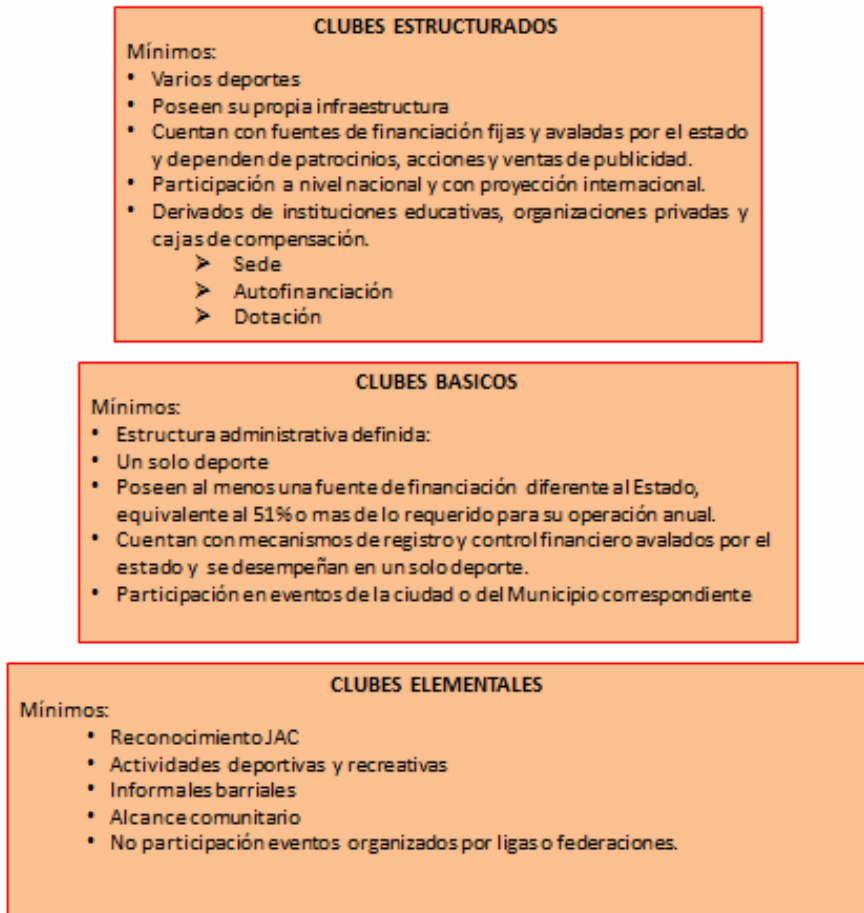 CLUBES ESTRUCTURADOS
Mínimos:
• Varios deportes
• Poseen su propia infraestructura
• Cuentan con fuentes de financiación fijas y avaladas por el estado
y dependen de patrocinios, acciones y ventas de publicidad.
• Participación a nivel nacional y con proyección internacional.
• Derivados de instituciones educativas, organizaciones privadas y
cajas de compensación.
➤ Sede
➤ Autofinanciación
➤ Dotación
CLUBES BASICOS
Mínimos:
• Estructura administrativa definida:
• Un solo deporte
• Poseen al menos una fuente de financiación diferente al Estado,
equivalente al 51% o mas de lo requerido para su operación anual.
• Cuentan con mecanismos de registro y control financiero avalados por el
estado y se desempeñan en un solo deporte.
• Participación en eventos de la ciudad o del Municipio correspondiente
CLUBES ELEMENTALES
Mínimos:
• Reconocimiento JAC
• Actividades deportivas y recreativas
• Informales barriales
• Alcance comunitario
• No participación eventos organizados por ligas o federaciones.